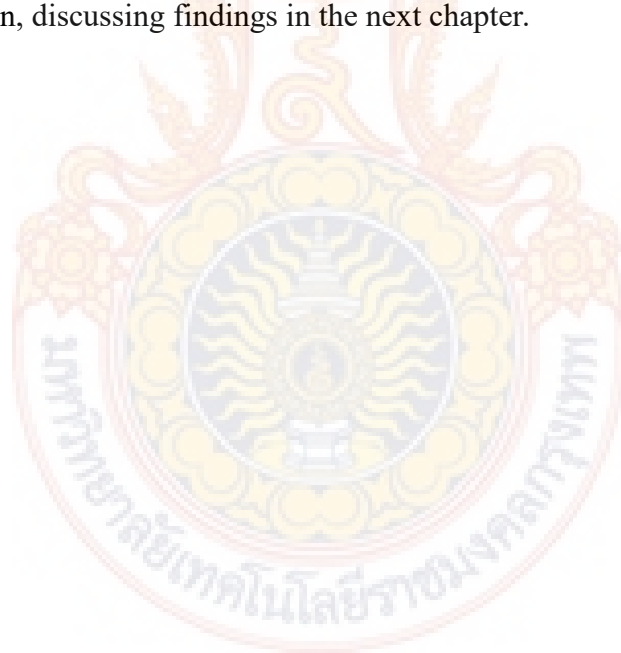 n, discussing findings in the next chapter.
มหาวิทยาลัยเทคโนโลยีราชมงคลกรุงเทพ